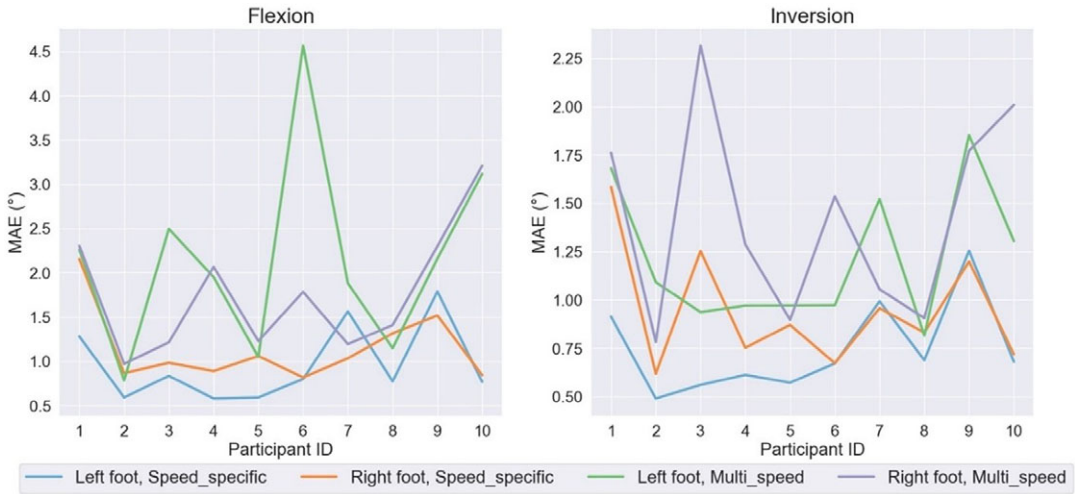 Flexion
MAE (°)
4.5
4.0
3.5
3.0
2.5
2.0
1.5
1.0
0.5
1 2 3 4 5 6 7 8 9 10
Participant ID
Inversion
MAE (°)
2.25
2.00
1.75
1.50
1.25
1.00
0.75
0.50
1 2 3 4 5 6 7 8 9 10
Participant ID
Left foot, Speed_specific Right foot, Speed_specific Left foot, Multi_speed Right foot, Multi_speed